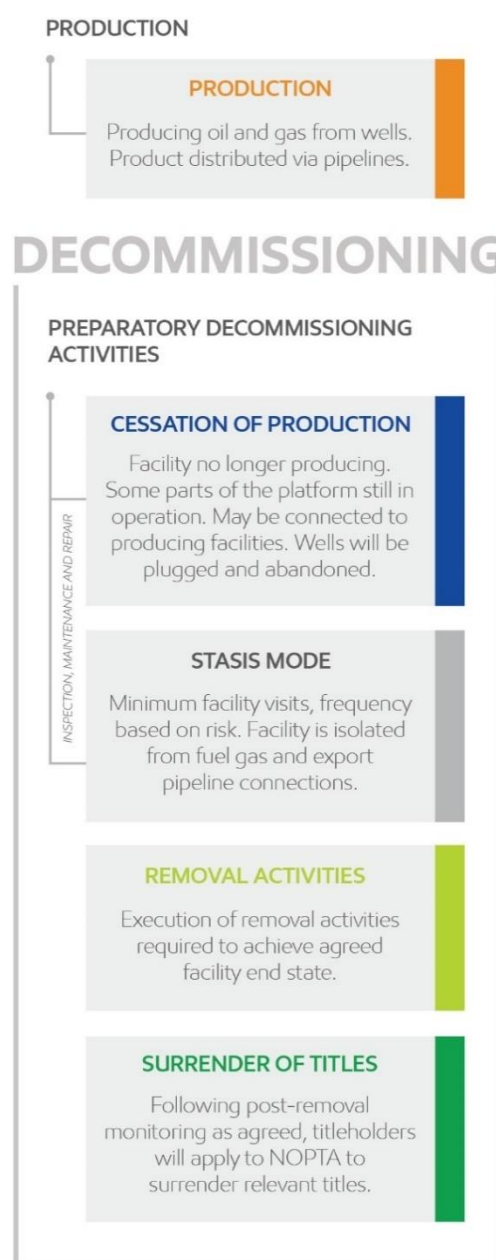 PRODUCTION
PRODUCTION
Producing oil and gas from wells.
Product distributed via pipelines.
DECOMMISSIONING
PREPARATORY DECOMMISSIONING
ACTIVITIES
INSPECTION, MAINTENANCE AND REPAIR
CESSATION OF PRODUCTION
Facility no longer producing.
Some parts of the platform still in
operation. May be connected to
producing facilities. Wells will be
plugged and abandoned.
STASIS MODE
Minimum facility visits, frequency
based on risk. Facility is isolated
from fuel gas and export
pipeline connections.
REMOVAL ACTIVITIES
Execution of removal activities
required to achieve agreed
facility end state.
SURRENDER OF TITLES
Following post-removal
monitoring as agreed, titleholders
will apply to NOPTA to
surrender relevant titles.